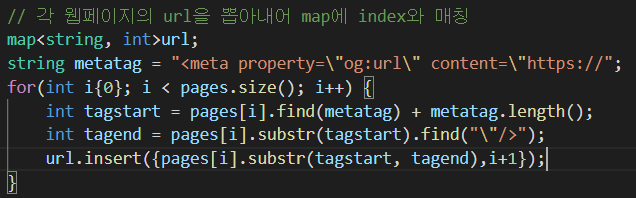 // 각 웹페이지의 url을 뽑아내어 map에 index와 매칭
map<string, int>url;
string metatag = "<meta property=\"og:url\" content=\"https://";
for(int i{0}; i < pages.size(); i++) {
    int tagstart = pages[i].find(metatag) + metatag.length();
    int tagend = pages[i].substr(tagstart).find("\"/>");
    url.insert({pages[i].substr(tagstart, tagend),i+1});
}